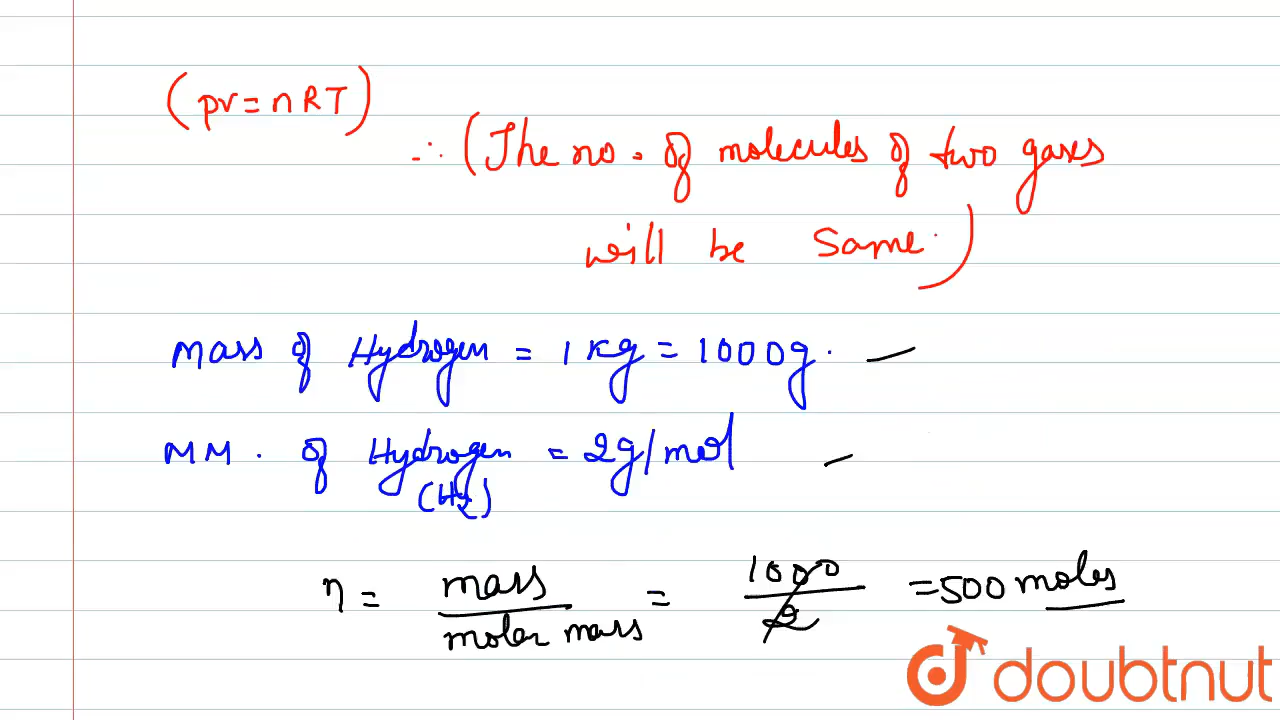 (pv = nRT)
∴ (The no. of molecules of two gases
will be same.)
Mass of Hydrogen = 1 kg = 1000g.
MM. of Hydrogen = 2g/mol
(H2)
n = mass/molar mass = 1000/2 = 500 moles
doubtnut